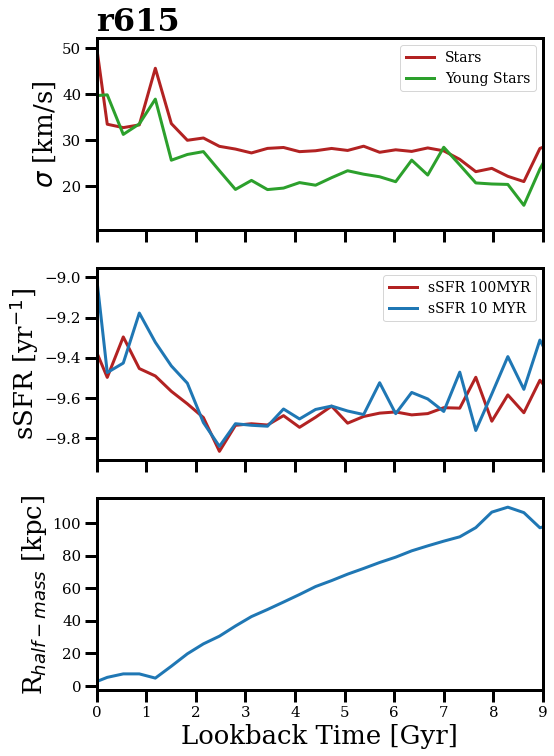 r615
50
40
30
20
σ [km/s]
Stars
Young Stars
−9.0
−9.2
−9.4
−9.6
−9.8
sSFR [yr⁻¹]
sSFR 100MYR
sSFR 10 MYR
100
80
60
40
20
0
R_half−mass [kpc]
0 1 2 3 4 5 6 7 8 9
Lookback Time [Gyr]